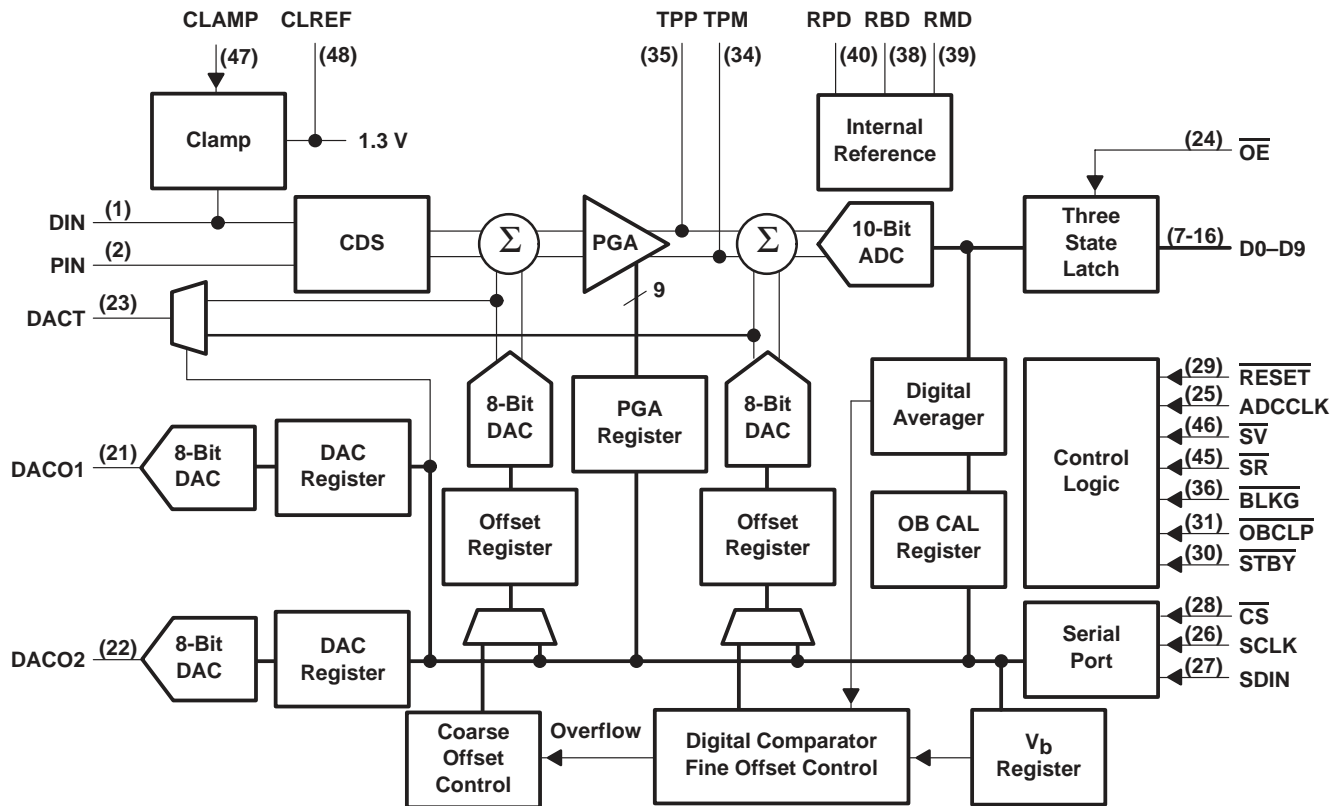 CLAMP CLREF TPP TPM RPD RBD RMD
(47) (48) (35) (34) (40) (38) (39)
Clamp
1.3 V
Internal
Reference
(24) OE
DIN (1)
PIN (2)
CDS
Σ
PGA
Σ
10-Bit
ADC
Three
State
Latch
(7-16) D0–D9
9
DACT (23)
8-Bit
DAC
PGA
Register
8-Bit
DAC
Digital
Averager
Control
Logic
(29) RESET
(25) ADCCLK
(46) SV
(45) SR
(36) BLKG
(31) OBCLP
(30) STBY
DACO1 (21)
8-Bit
DAC
DAC
Register
Offset
Register
Offset
Register
OB CAL
Register
DACO2 (22)
8-Bit
DAC
DAC
Register
Serial
Port
(28) CS
(26) SCLK
(27) SDIN
Coarse
Offset
Control
Overflow
Digital Comparator
Fine Offset Control
Vb
Register